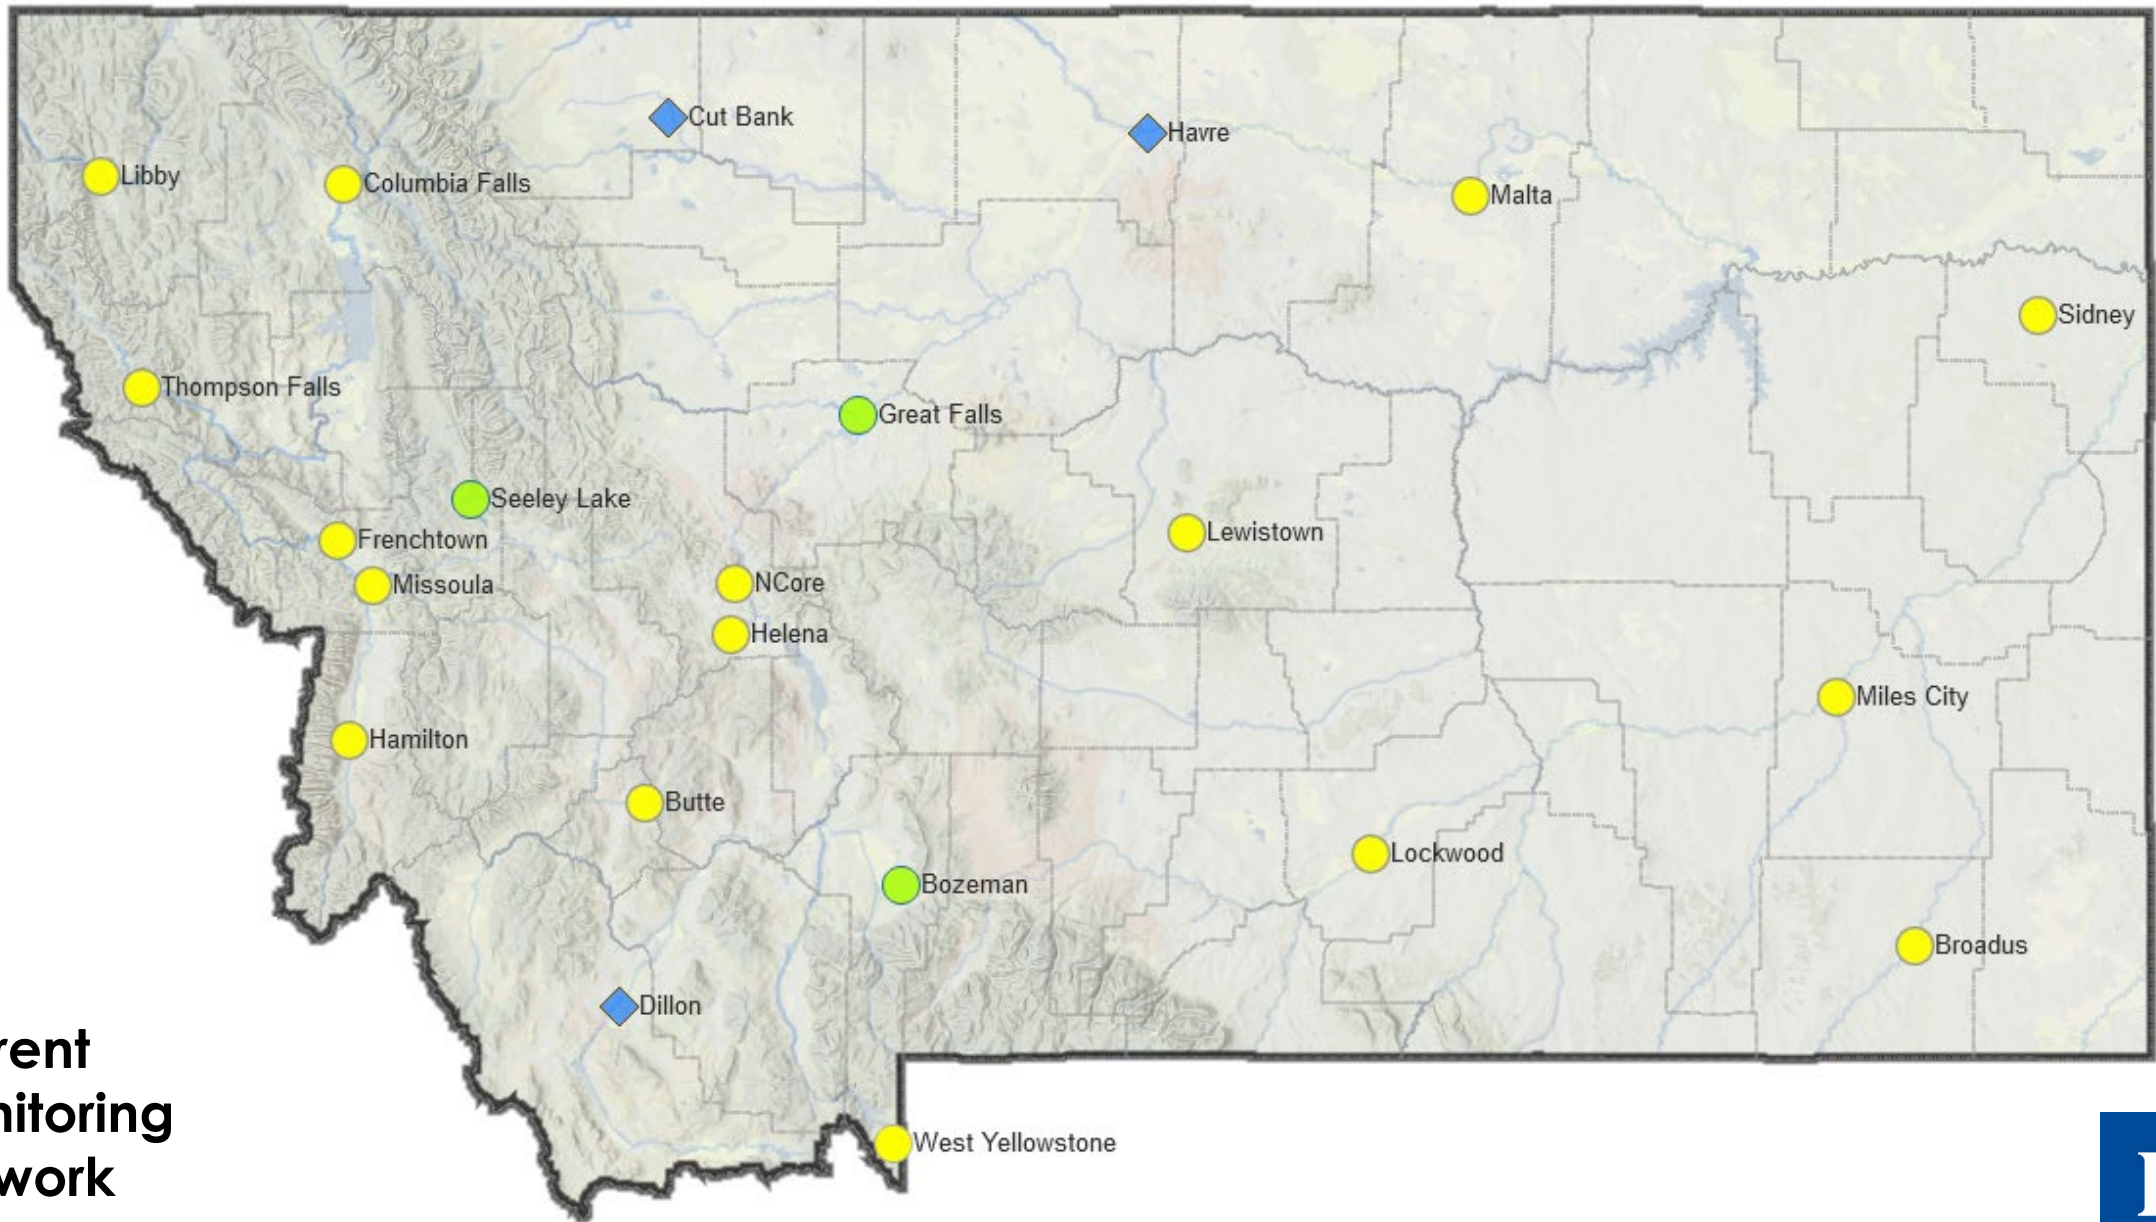 Cut Bank
Havre
Libby
Columbia Falls
Malta
Sidney
Thompson Falls
Great Falls
Seeley Lake
Lewistown
Frenchtown
Missoula
NCore
Helena
Miles City
Hamilton
Butte
Lockwood
Bozeman
Broadus
Dillon
rent
nitoring
West Yellowstone
work